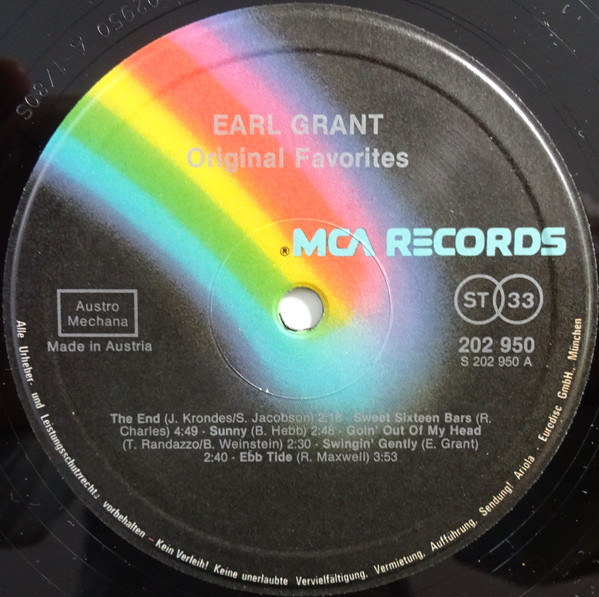 EARL GRANT
Original Favorites
® MCA RECORDS
ST 33
Austro
Mechana
Made in Austria
202 950
S 202 950 A
The End (J. Krondes/S. Jacobson) 2:18 - Sweet Sixteen Bars (R.
Charles) 4:49 - Sunny (B. Hebb) 2:48 - Goin' Out Of My Head
(T. Randazzo/B. Weinstein) 2:30 - Swingin' Gently (E. Grant)
2:40 - Ebb Tide (R. Maxwell) 3:53
Alle Urheber- und Leistungsschutzrechte vorbehalten – Kein Verleih! Keine unerlaubte Vervielfältigung, Vermietung, Aufführung, Sendung! Ariola - Eurodisc GmbH., München